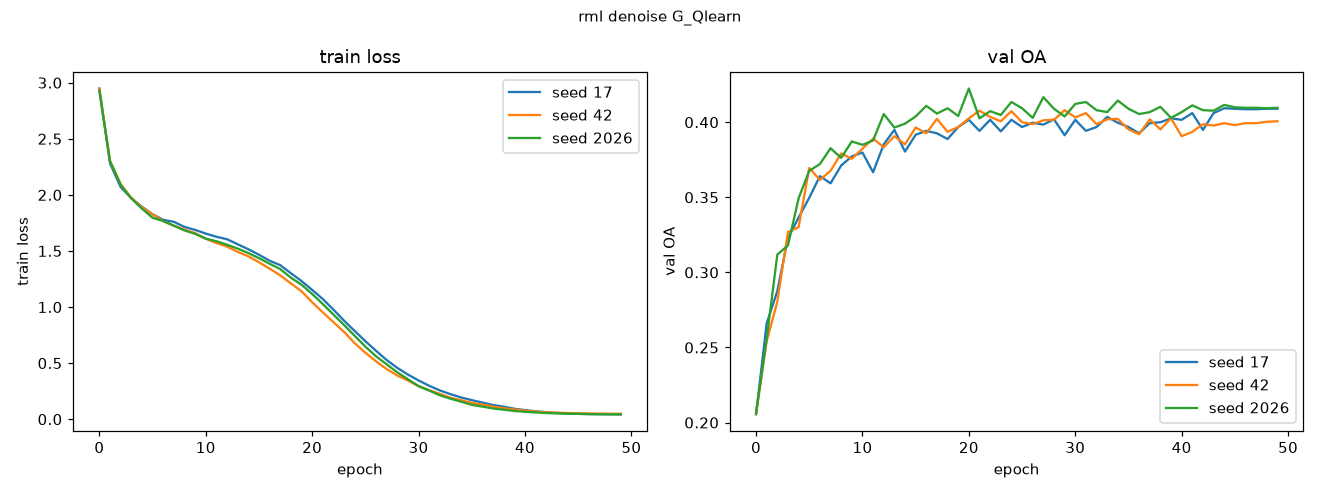 rml denoise G_Qlearn
train loss
train loss
3.0
2.5
2.0
1.5
1.0
0.5
0.0
0 10 20 30 40 50
epoch
seed 17
seed 42
seed 2026
val OA
val OA
0.40
0.35
0.30
0.25
0.20
0 10 20 30 40 50
epoch
seed 17
seed 42
seed 2026